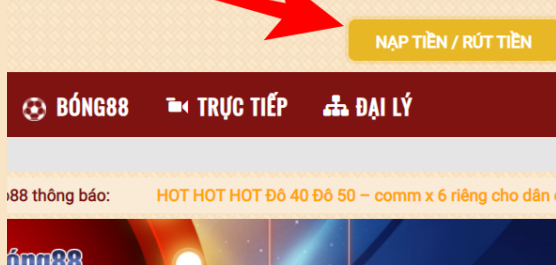 NẠP TIỀN / RÚT TIỀN
BÓNG88 TRỰC TIẾP ĐẠI LÝ
88 thông báo: HOT HOT HOT Đô 40 Đô 50 – comm x 6 riêng cho dân
óng88